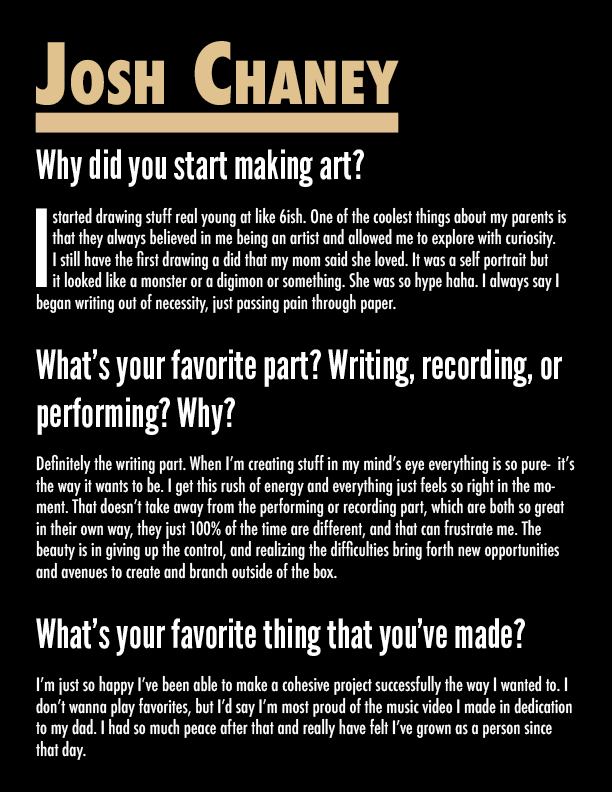 JOSH CHANEY
Why did you start making art?
I started drawing stuff real young at like 6ish. One of the coolest things about my parents is
that they always believed in me being an artist and allowed me to explore with curiosity.
I still have the first drawing a did that my mom said she loved. It was a self portrait but
it looked like a monster or a digimon or something. She was so hype haha. I always say I
began writing out of necessity, just passing pain through paper.
What's your favorite part? Writing, recording, or
performing? Why?
Definitely the writing part. When I'm creating stuff in my mind's eye everything is so pure- it's
the way it wants to be. I get this rush of energy and everything just feels so right in the mo-
ment. That doesn't take away from the performing or recording part, which are both so great
in their own way, they just 100% of the time are different, and that can frustrate me. The
beauty is in giving up the control, and realizing the difficulties bring forth new opportunities
and avenues to create and branch outside of the box.
What's your favorite thing that you've made?
I'm just so happy I've been able to make a cohesive project successfully the way I wanted to. I
don't wanna play favorites, but I'd say I'm most proud of the music video I made in dedication
to my dad. I had so much peace after that and really have felt I've grown as a person since
that day.